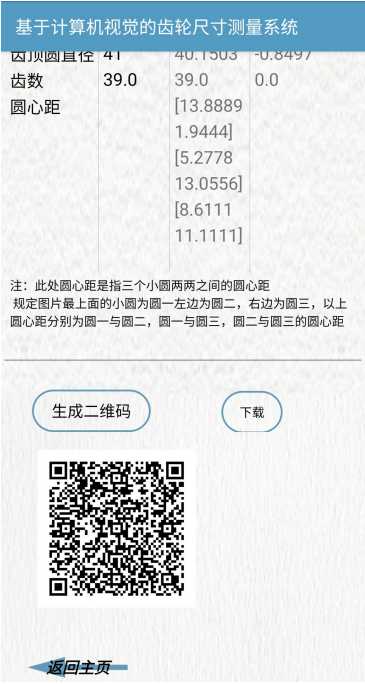 基于计算机视觉的齿轮尺寸测量系统
齿顶圆直径 41 40.1503 -0.8497
齿数 39.0 39.0 0.0
圆心距 [13.8889
1.9444]
[5.2778
13.0556]
[8.6111
11.1111]
注：此处圆心距是指三个小圆两两之间的圆心距
规定图片最上面的小圆为圆一左边为圆二，右边为圆三，以上
圆心距分别为圆一与圆二，圆一与圆三，圆二与圆三的圆心距
生成二维码 下载
返回主页